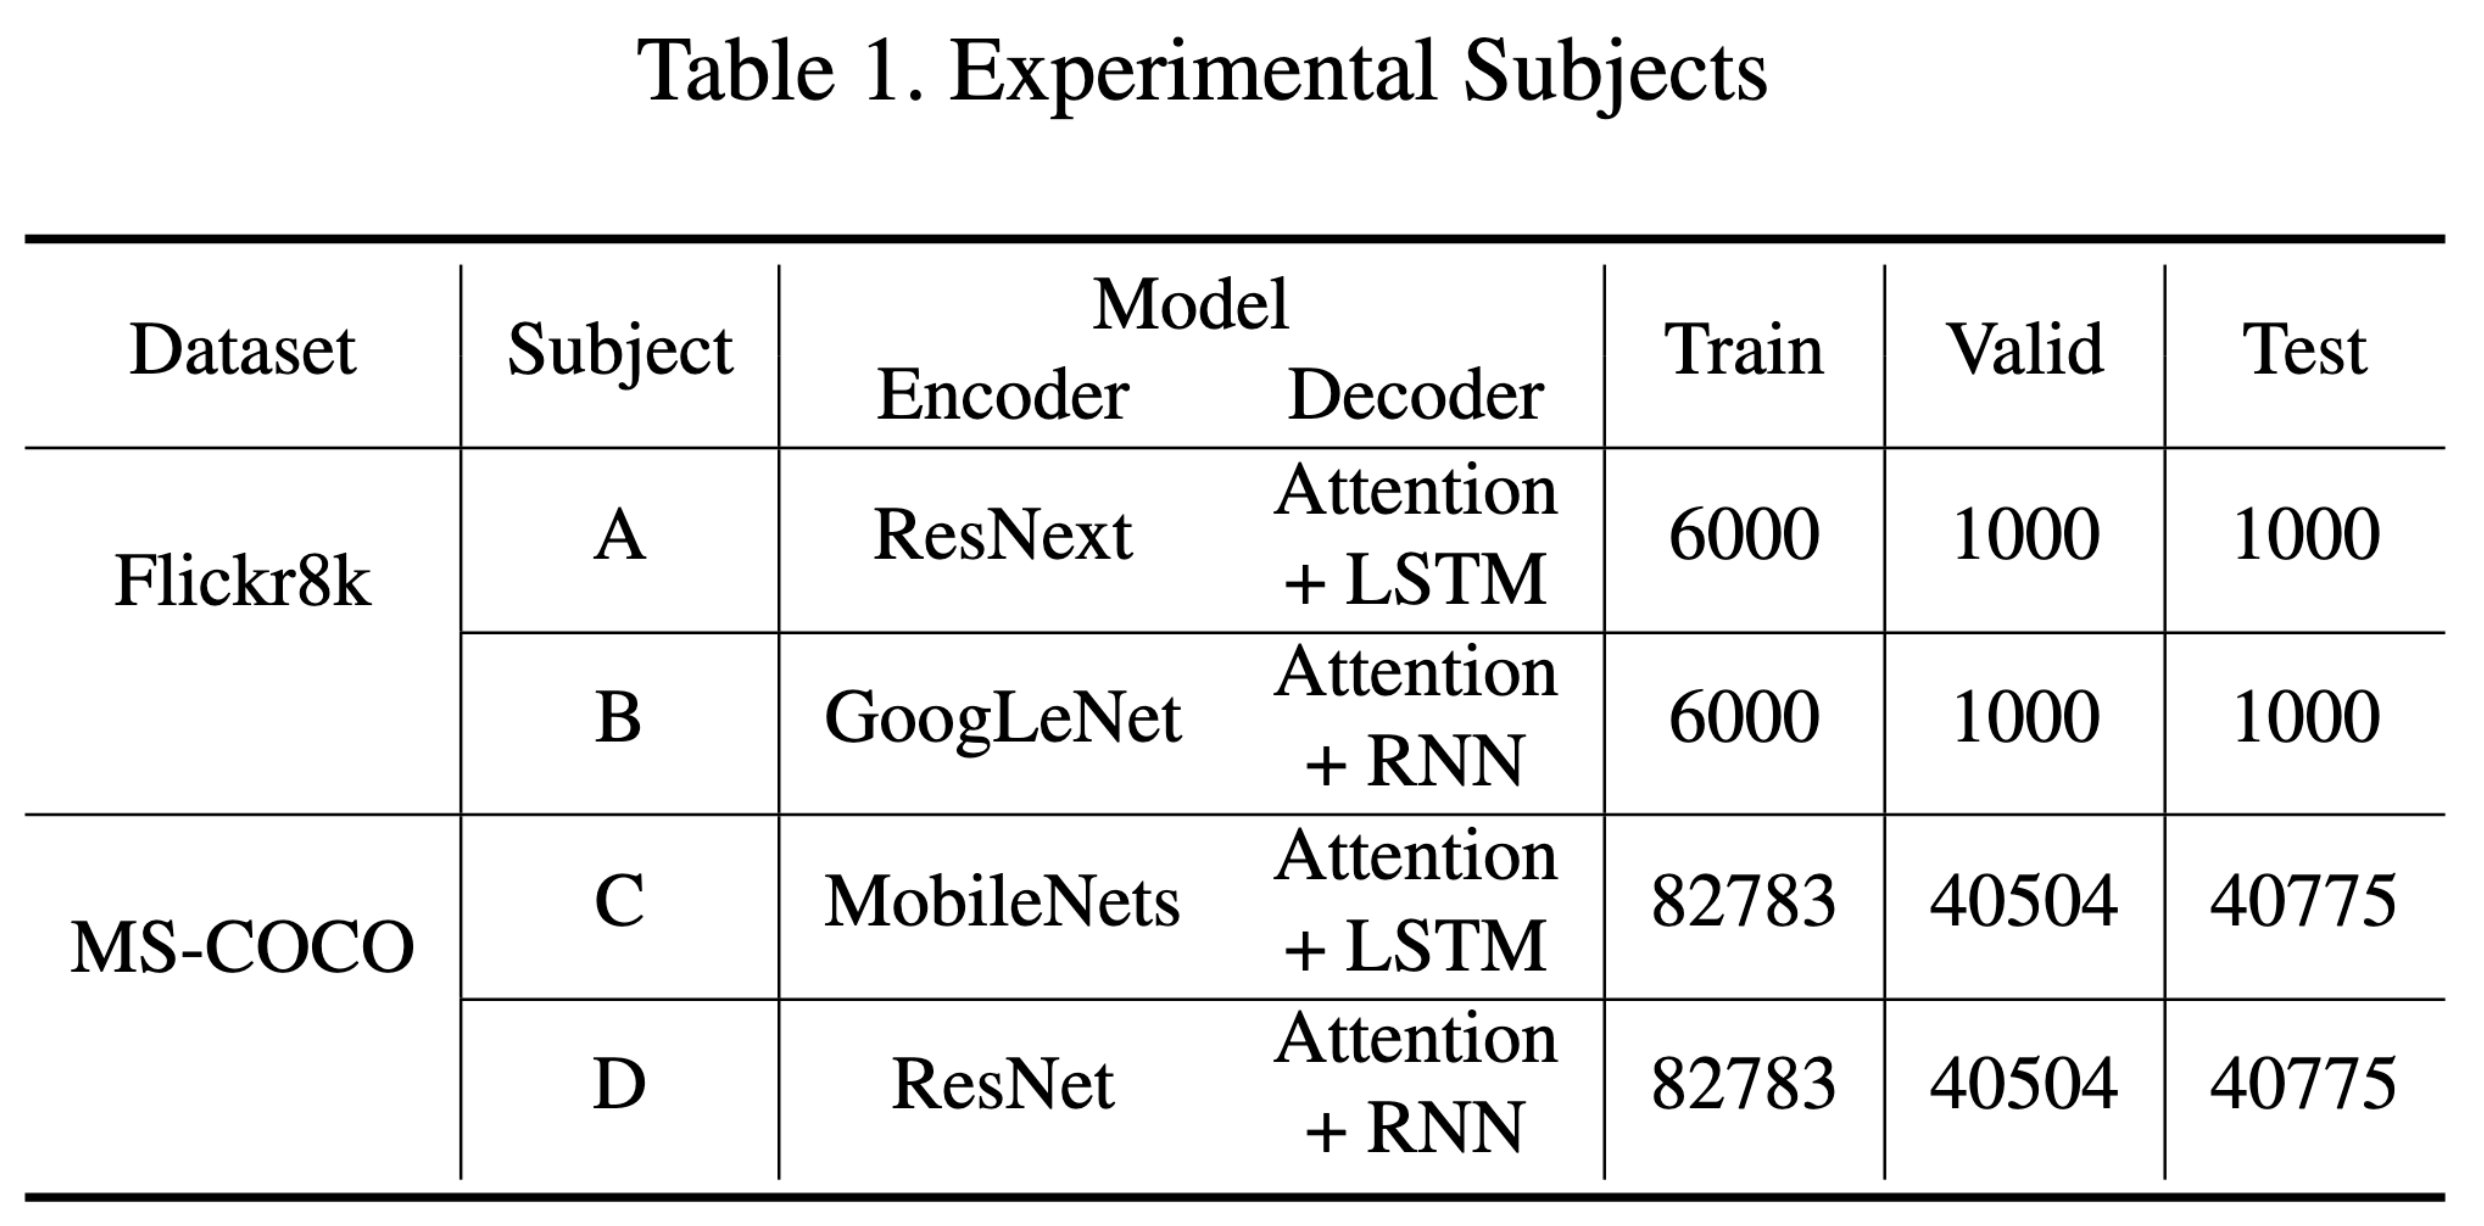 Table 1. Experimental Subjects
Dataset Subject Model Train Valid Test
Encoder Decoder
Flickr8k A ResNext Attention + LSTM 6000 1000 1000
B GoogLeNet Attention + RNN 6000 1000 1000
MS-COCO C MobileNets Attention + LSTM 82783 40504 40775
D ResNet Attention + RNN 82783 40504 40775